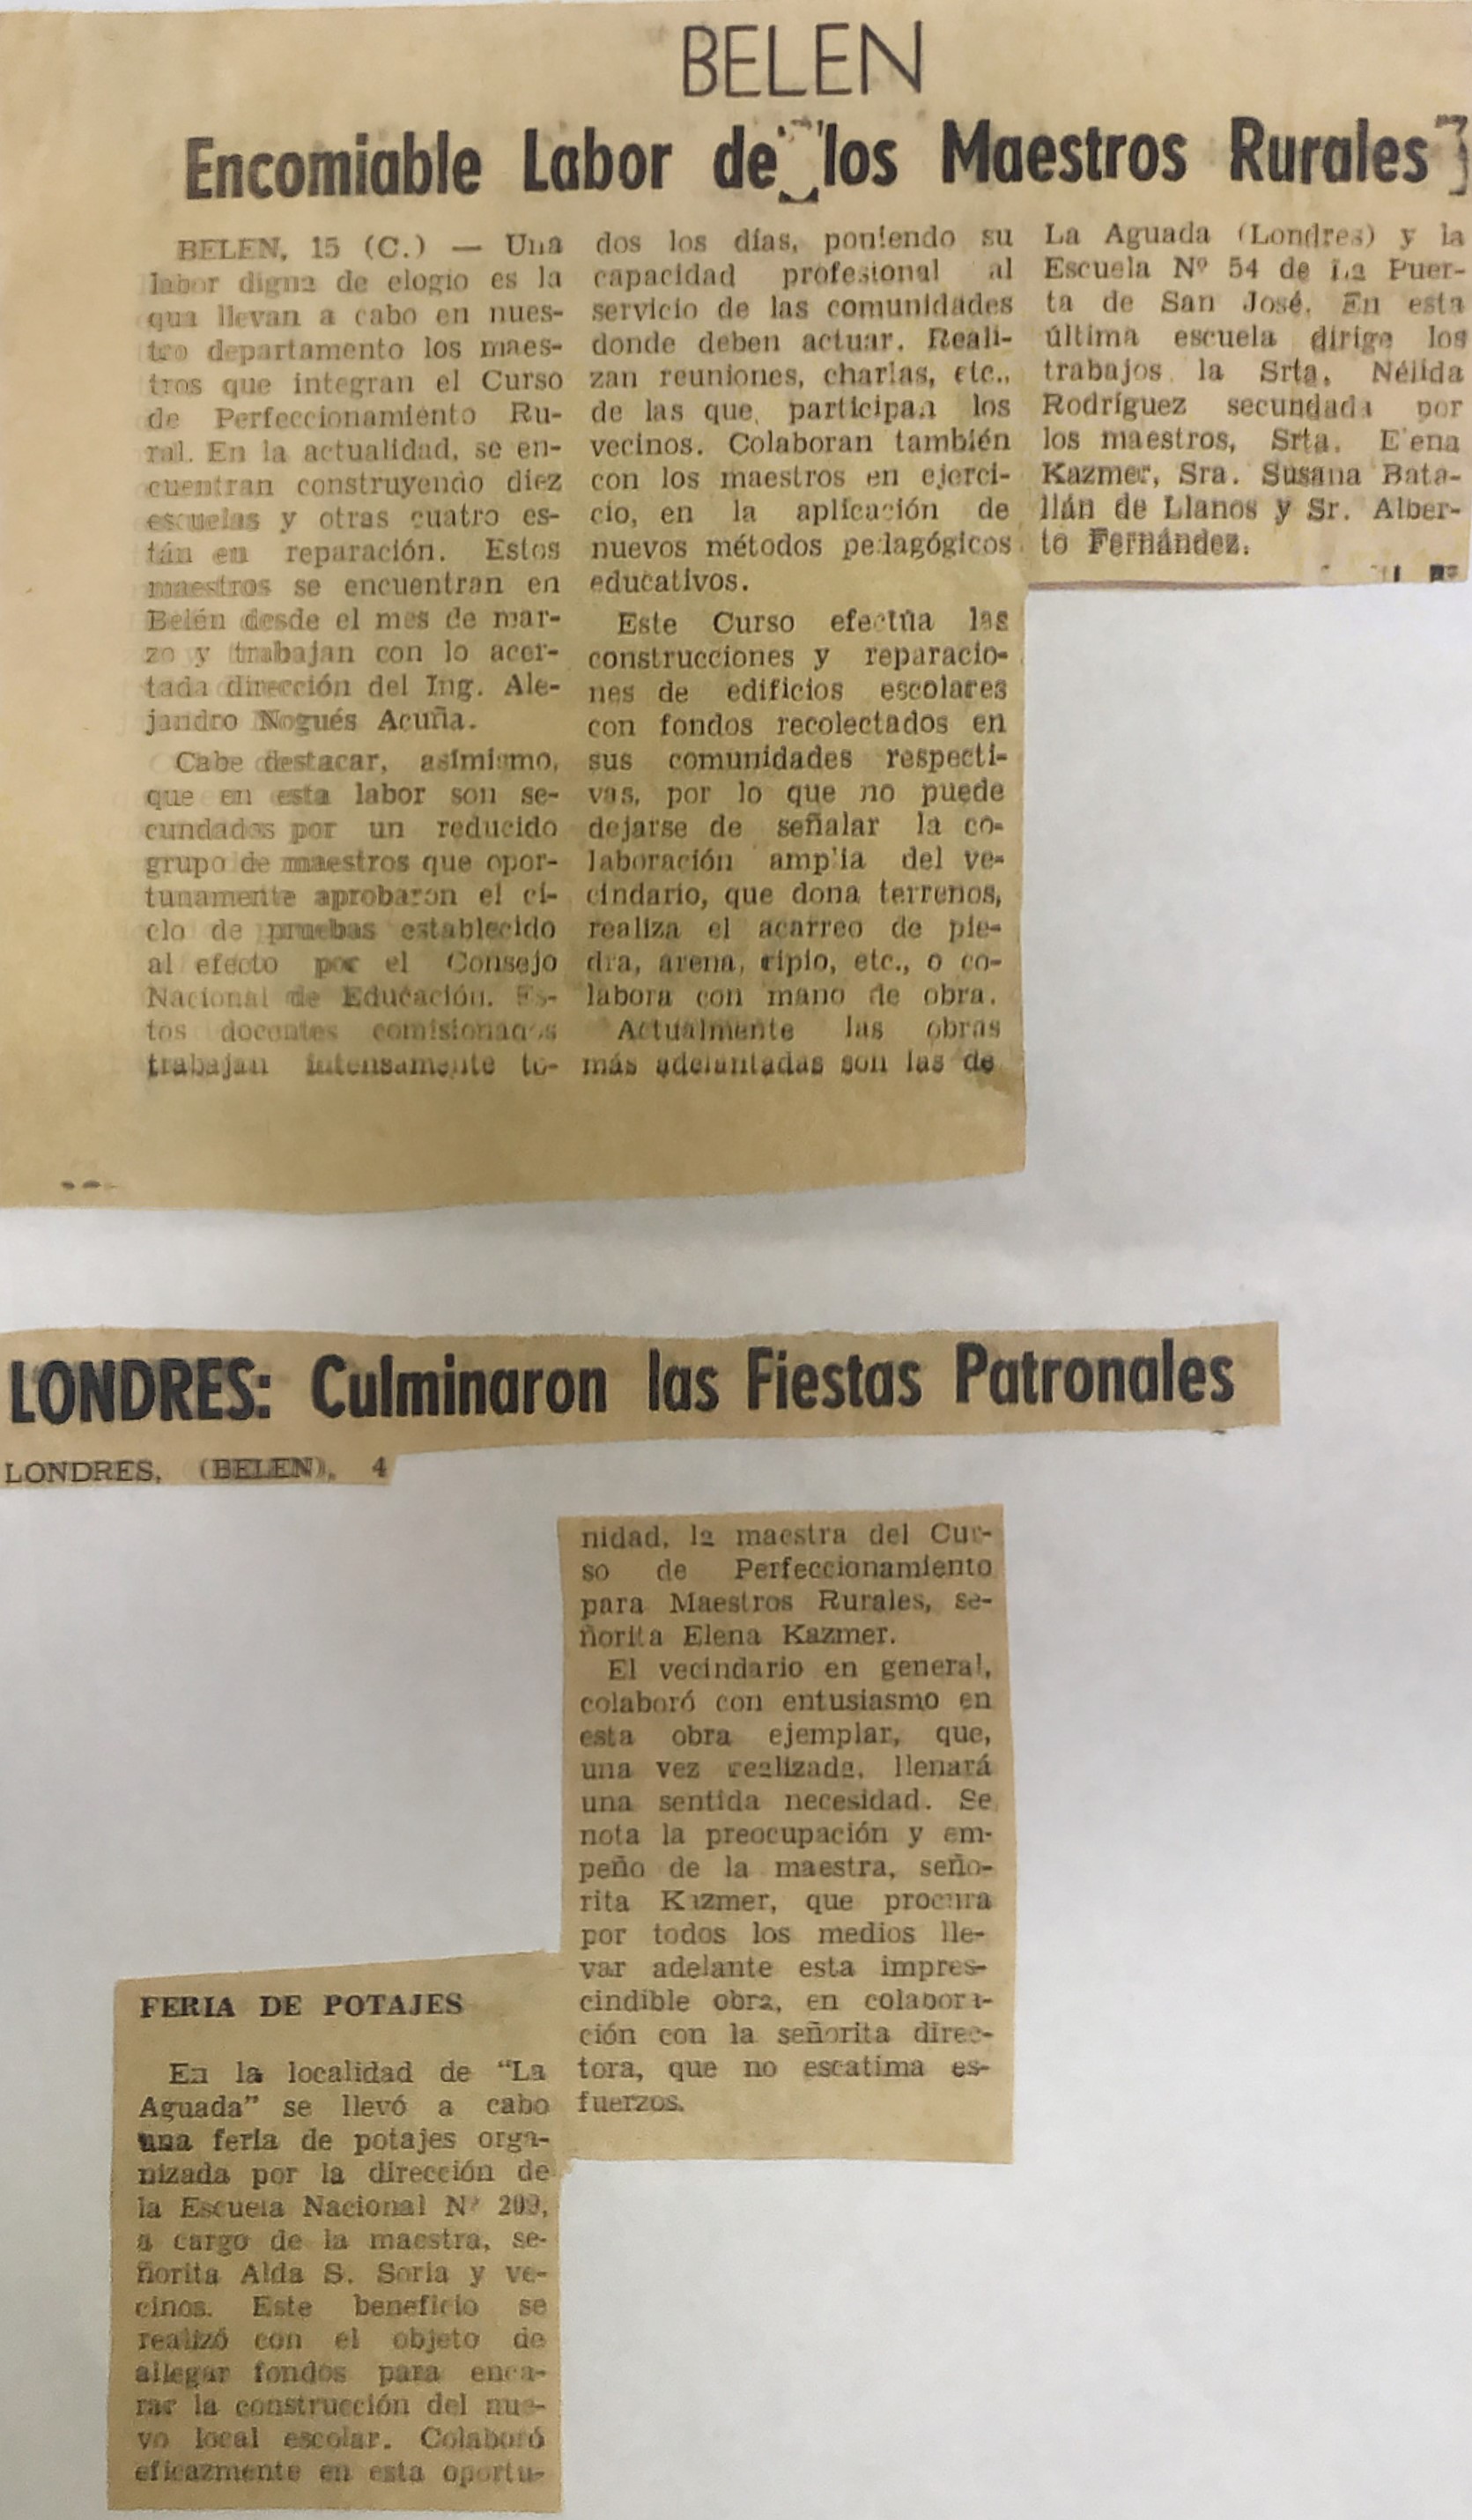 BELEN
Encomiable Labor de los Maestros Rurales
BELEN, 15 (C.) — Una
labor digna de elogio es la
qua llevan a cabo en nues-
tro departamento los maes-
tros que integran el Curso
de Perfeccionamiento Ru-
ral. En la actualidad, se en-
cuentran construyendo diez
escuelas y otras cuatro es-
tán en reparación. Estos
maestros se encuentran en
Belén desde el mes de mar-
zo y trabajan con lo acer-
tada dirección del Ing. Ale-
jandro Nogués Acuña.
Cabe destacar, asimismo,
que en esta labor son se-
cundados por un reducido
grupo de maestros que opor-
tunamente aprobaron el ci-
clo de pruebas establecido
al efecto por el Consejo
Nacional de Educación. Es-
tos docentes comisionados
trabajan intensamente to-
dos los días, poniendo su
capacidad profesional al
servicio de las comunidades
donde deben actuar. Reali-
zan reuniones, charlas, etc.,
de las que participan los
vecinos. Colaboran también
con los maestros en ejerci-
cio, en la aplicación de
nuevos métodos pedagógicos
educativos.
Este Curso efectúa las
construcciones y reparacio-
nes de edificios escolares
con fondos recolectados en
sus comunidades respecti-
vas, por lo que no puede
dejarse de señalar la co-
laboración amplia del ve-
cindario, que dona terrenos,
realiza el acarreo de pie-
dra, arena, ripio, etc., o co-
labora con mano de obra.
Actualmente las obras
más adelantadas son las de
La Aguada (Londres) y la
Escuela Nº 54 de La Puer-
ta de San José. En esta
última escuela dirige los
trabajos la Srta. Nélida
Rodríguez secundada por
los maestros, Srta. Elena
Kazmer, Sra. Susana Bata-
llán de Llanos y Sr. Alber-
to Fernández.
LONDRES: Culminaron las Fiestas Patronales
LONDRES, (BELEN), 4
FERIA DE POTAJES
En la localidad de “La
Aguada” se llevó a cabo
una feria de potajes orga-
nizada por la dirección de
la Escuela Nacional Nº 209,
a cargo de la maestra, se-
ñorita Alda S. Soria y ve-
cinos. Este beneficio se
realizó con el objeto de
allegar fondos para enca-
rar la construcción del nue-
vo local escolar. Colaboró
eficazmente en esta oportu-
nidad, la maestra del Cur-
so de Perfeccionamiento
para Maestros Rurales, se-
ñorita Elena Kazmer.
El vecindario en general,
colaboró con entusiasmo en
esta obra ejemplar, que,
una vez realizada, llenará
una sentida necesidad. Se
nota la preocupación y em-
peño de la maestra, seño-
rita Kazmer, que procura
por todos los medios lle-
var adelante esta impres-
cindible obra, en colabora-
ción con la señorita direc-
tora, que no escatima es-
fuerzos.